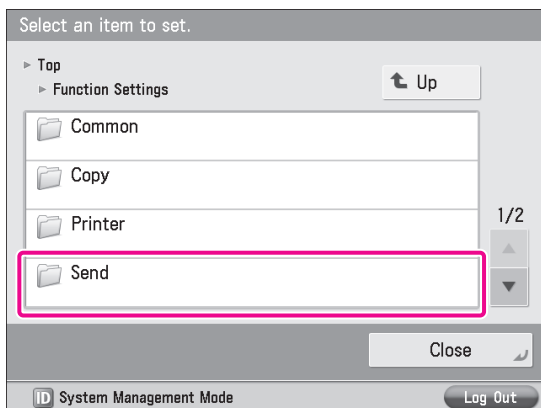 Select an item to set.
Top
Function Settings
Up
Common
Copy
Printer
Send
1/2
Close
ID System Management Mode
Log Out